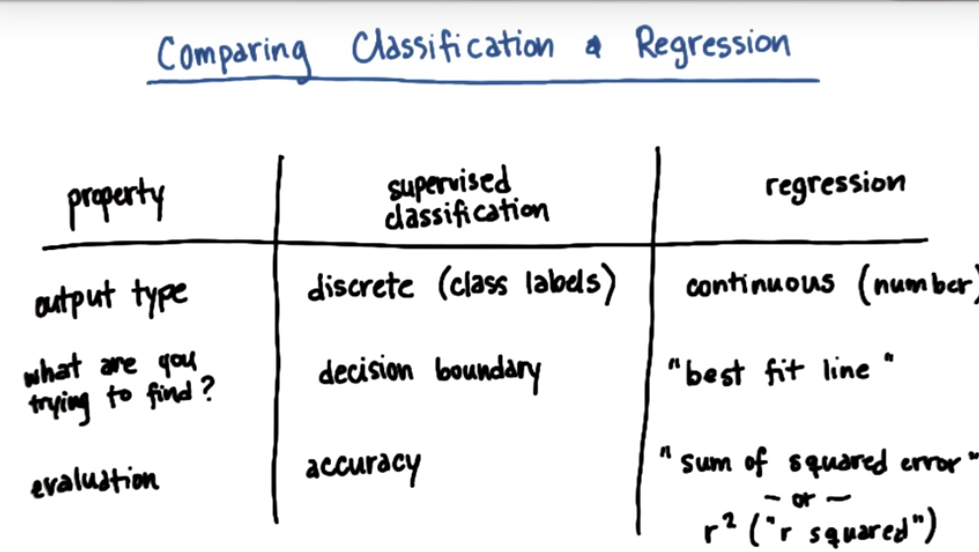 Comparing Classification & Regression
property
supervised
classification
regression
output type
discrete (class labels)
continuous (number)
what are you
trying to find?
decision boundary
"best fit line"
evaluation
accuracy
"sum of squared error"
- or -
r² ("r squared")